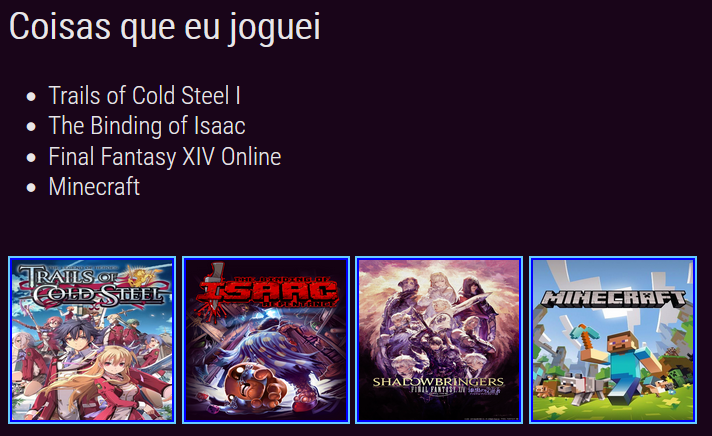 Coisas que eu joguei
Trails of Cold Steel I
The Binding of Isaac
Final Fantasy XIV Online
Minecraft
TRAILS OF
COLD STEEL
THE BINDING OF
ISAAC
REPENTANCE
SHADOWBRINGERS
FINAL FANTASY XIV
MINECRAFT